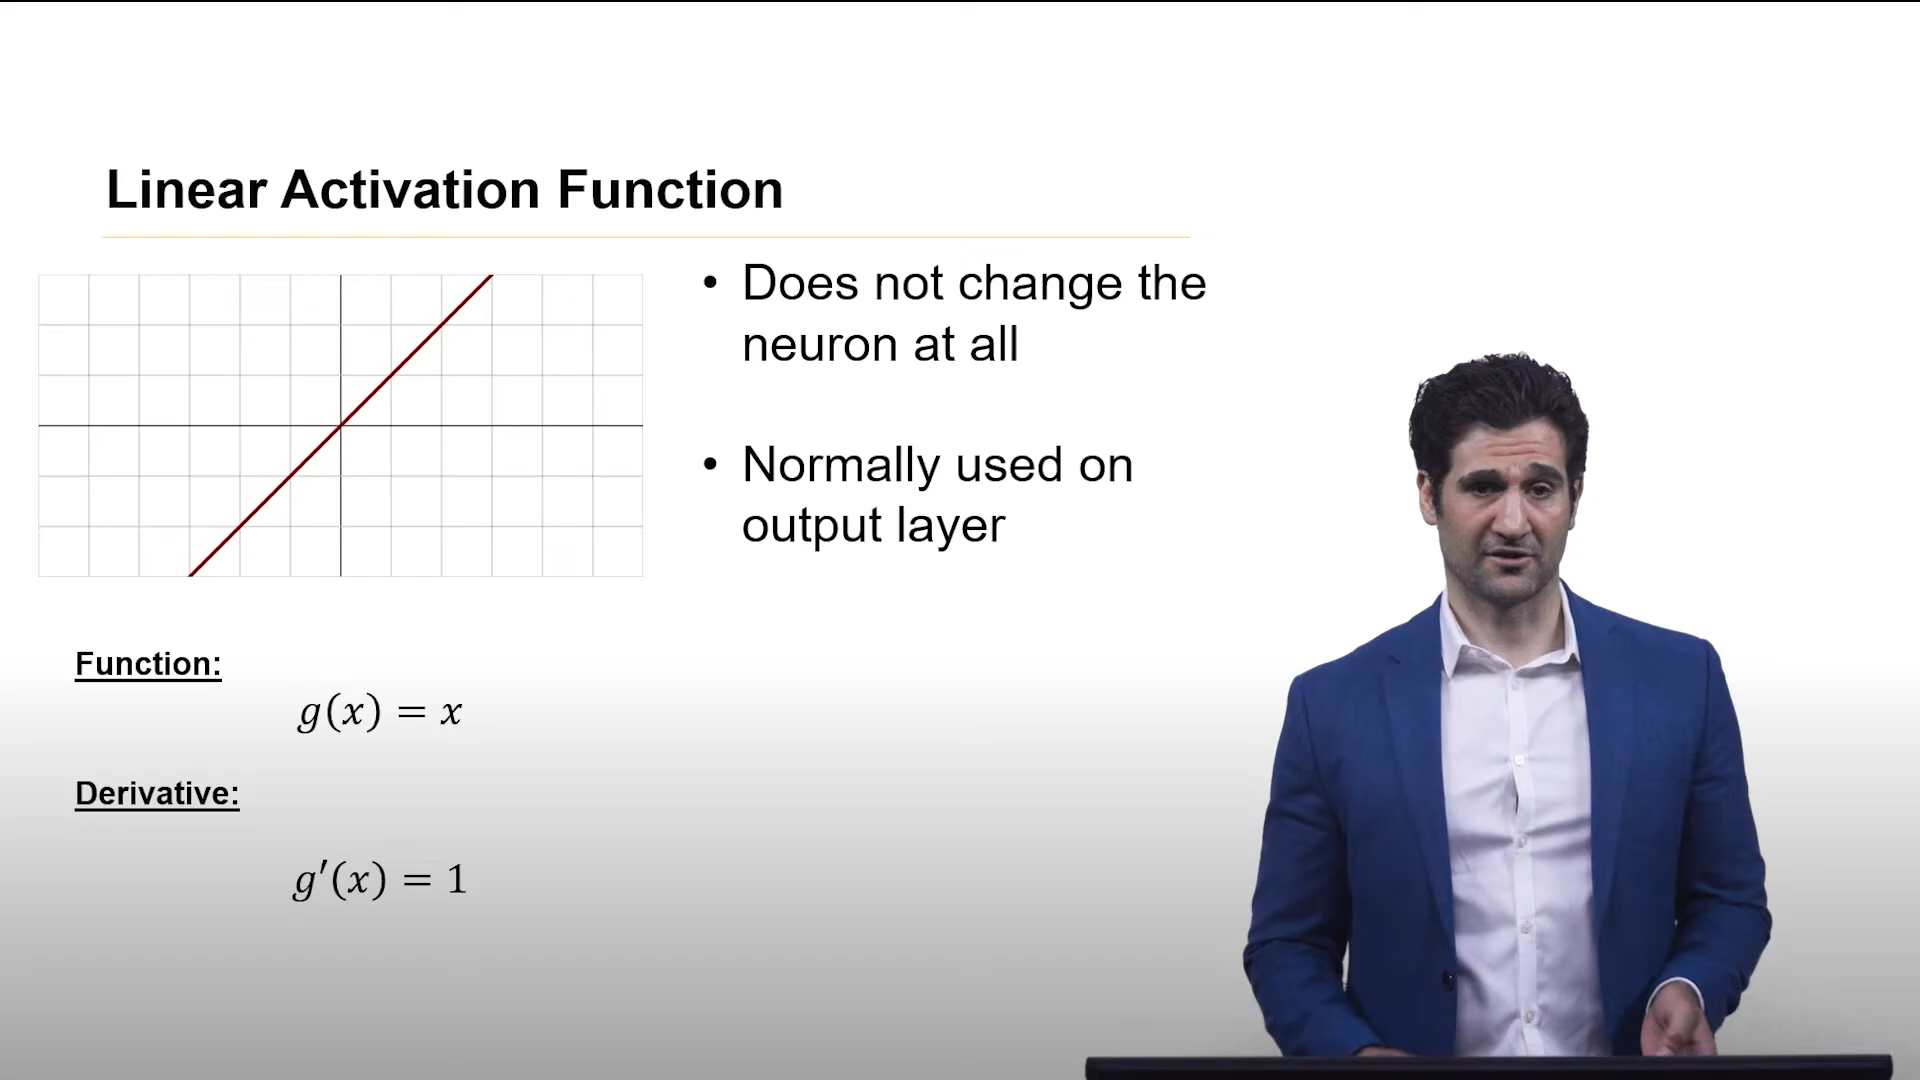 Linear Activation Function
• Does not change the
neuron at all
• Normally used on
output layer
Function:
g(x) = x
Derivative:
g′(x) = 1